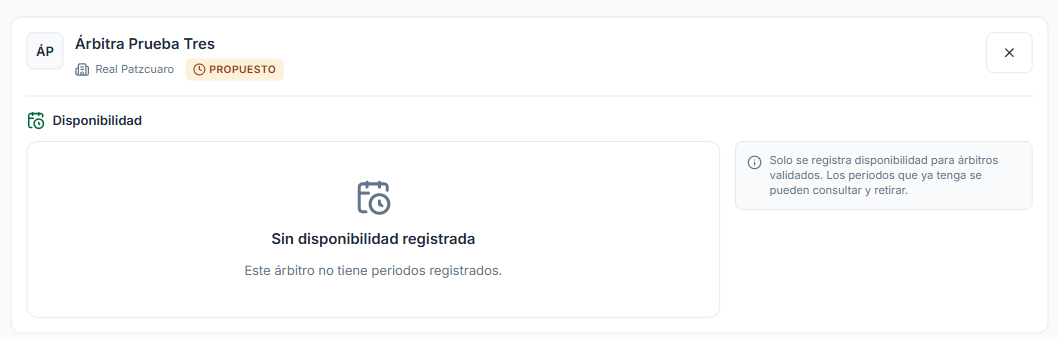 ÁP
Árbitra Prueba Tres
Real Patzcuaro
PROPUESTO
Disponibilidad
Sin disponibilidad registrada
Este árbitro no tiene periodos registrados.
Solo se registra disponibilidad para árbitros
validados. Los periodos que ya tenga se
pueden consultar y retirar.